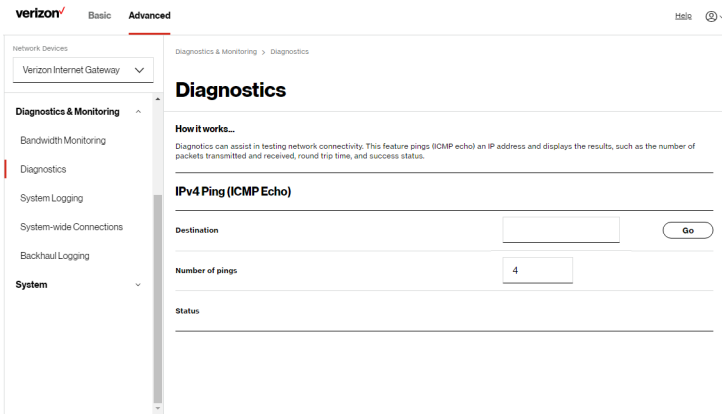 verizon
Basic
Advanced
Help
Network Devices
Verizon Internet Gateway
Diagnostics & Monitoring
Bandwidth Monitoring
Diagnostics
System Logging
System-wide Connections
Backhaul Logging
System
Diagnostics & Monitoring > Diagnostics
Diagnostics
How it works...
Diagnotics can assist in testing network connectivity. This feature pings (ICMP echo) an IP address and displays the results, such as the number of
packets transmitted and received, round trip time, and success status.
IPv4 Ping (ICMP Echo)
Destination
Go
Number of pings
4
Status